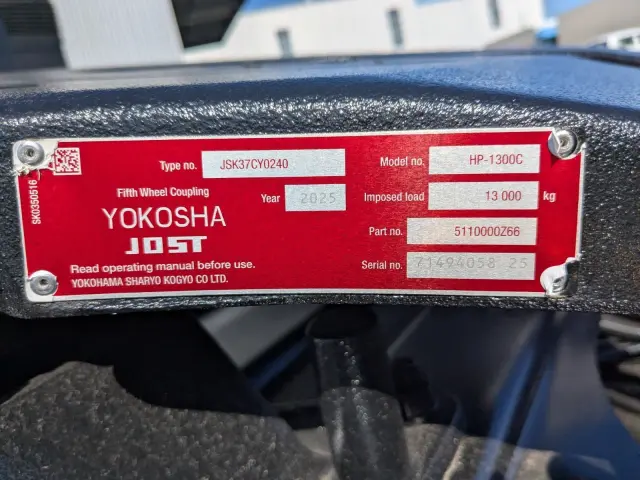 SK0350516
Type no. JSK37CY0240
Model no. HP-1300C
Fifth Wheel Coupling
Year 2025
Imposed load 13 000 kg
YOKOSHA
JOST
Part no. 5110000Z66
Read operating manual before use.
Serial no. 71494058 25
YOKOHAMA SHARYO KOGYO CO LTD.